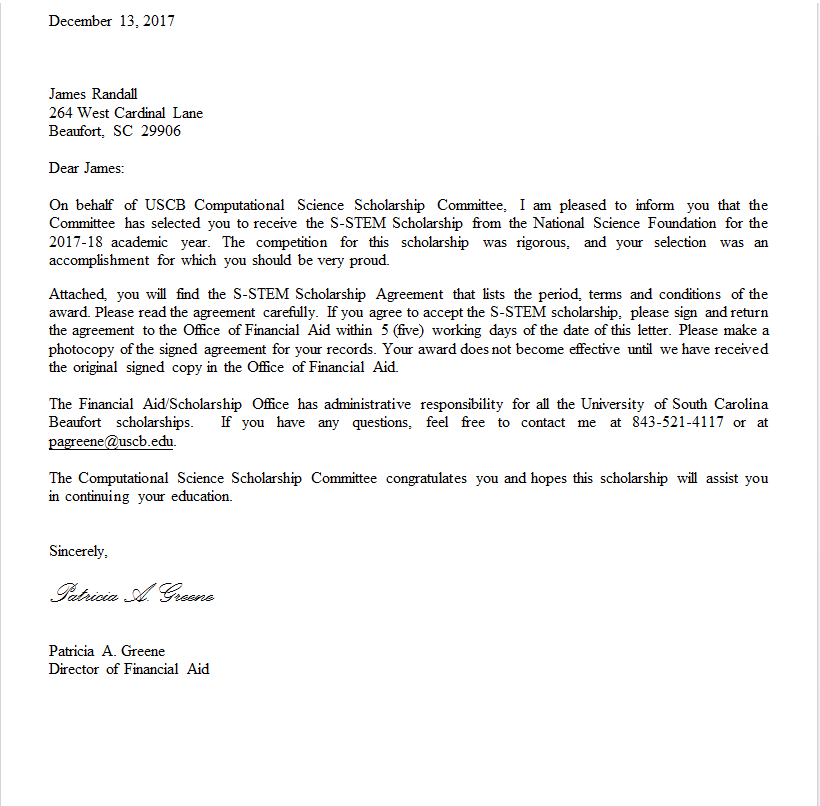 December 13, 2017
James Randall
264 West Cardinal Lane
Beaufort, SC 29906
Dear James:
On behalf of USCB Computational Science Scholarship Committee, I am pleased to inform you that the
Committee has selected you to receive the S-STEM Scholarship from the National Science Foundation for the
2017-18 academic year. The competition for this scholarship was rigorous, and your selection was an
accomplishment for which you should be very proud.
Attached, you will find the S-STEM Scholarship Agreement that lists the period, terms and conditions of the
award. Please read the agreement carefully. If you agree to accept the S-STEM scholarship, please sign and return
the agreement to the Office of Financial Aid within 5 (five) working days of the date of this letter. Please make a
photocopy of the signed agreement for your records. Your award does not become effective until we have received
the original signed copy in the Office of Financial Aid.
The Financial Aid/Scholarship Office has administrative responsibility for all the University of South Carolina
Beaufort scholarships. If you have any questions, feel free to contact me at 843-521-4117 or at
pagreene@uscb.edu.
The Computational Science Scholarship Committee congratulates you and hopes this scholarship will assist you
in continuing your education.
Sincerely,
Patricia A. Greene
Patricia A. Greene
Director of Financial Aid